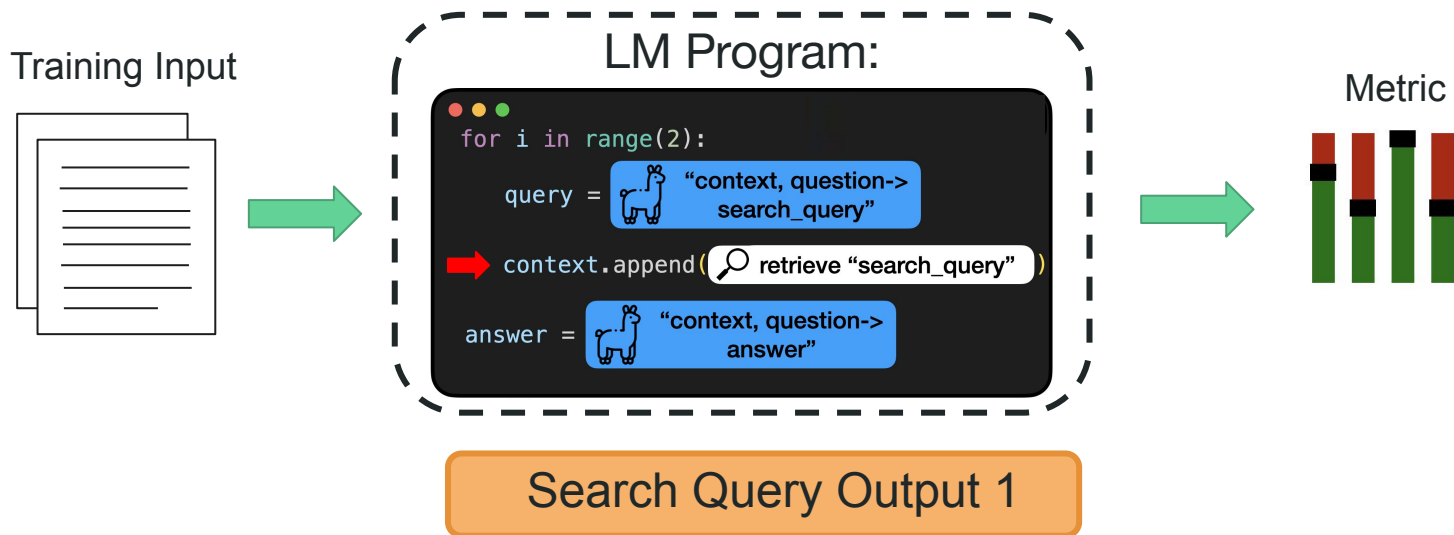 Training Input
LM Program:
for i in range(2):
query = “context, question->
search_query”
context.append( retrieve “search_query” )
answer = “context, question->
answer”
Metric
Search Query Output 1